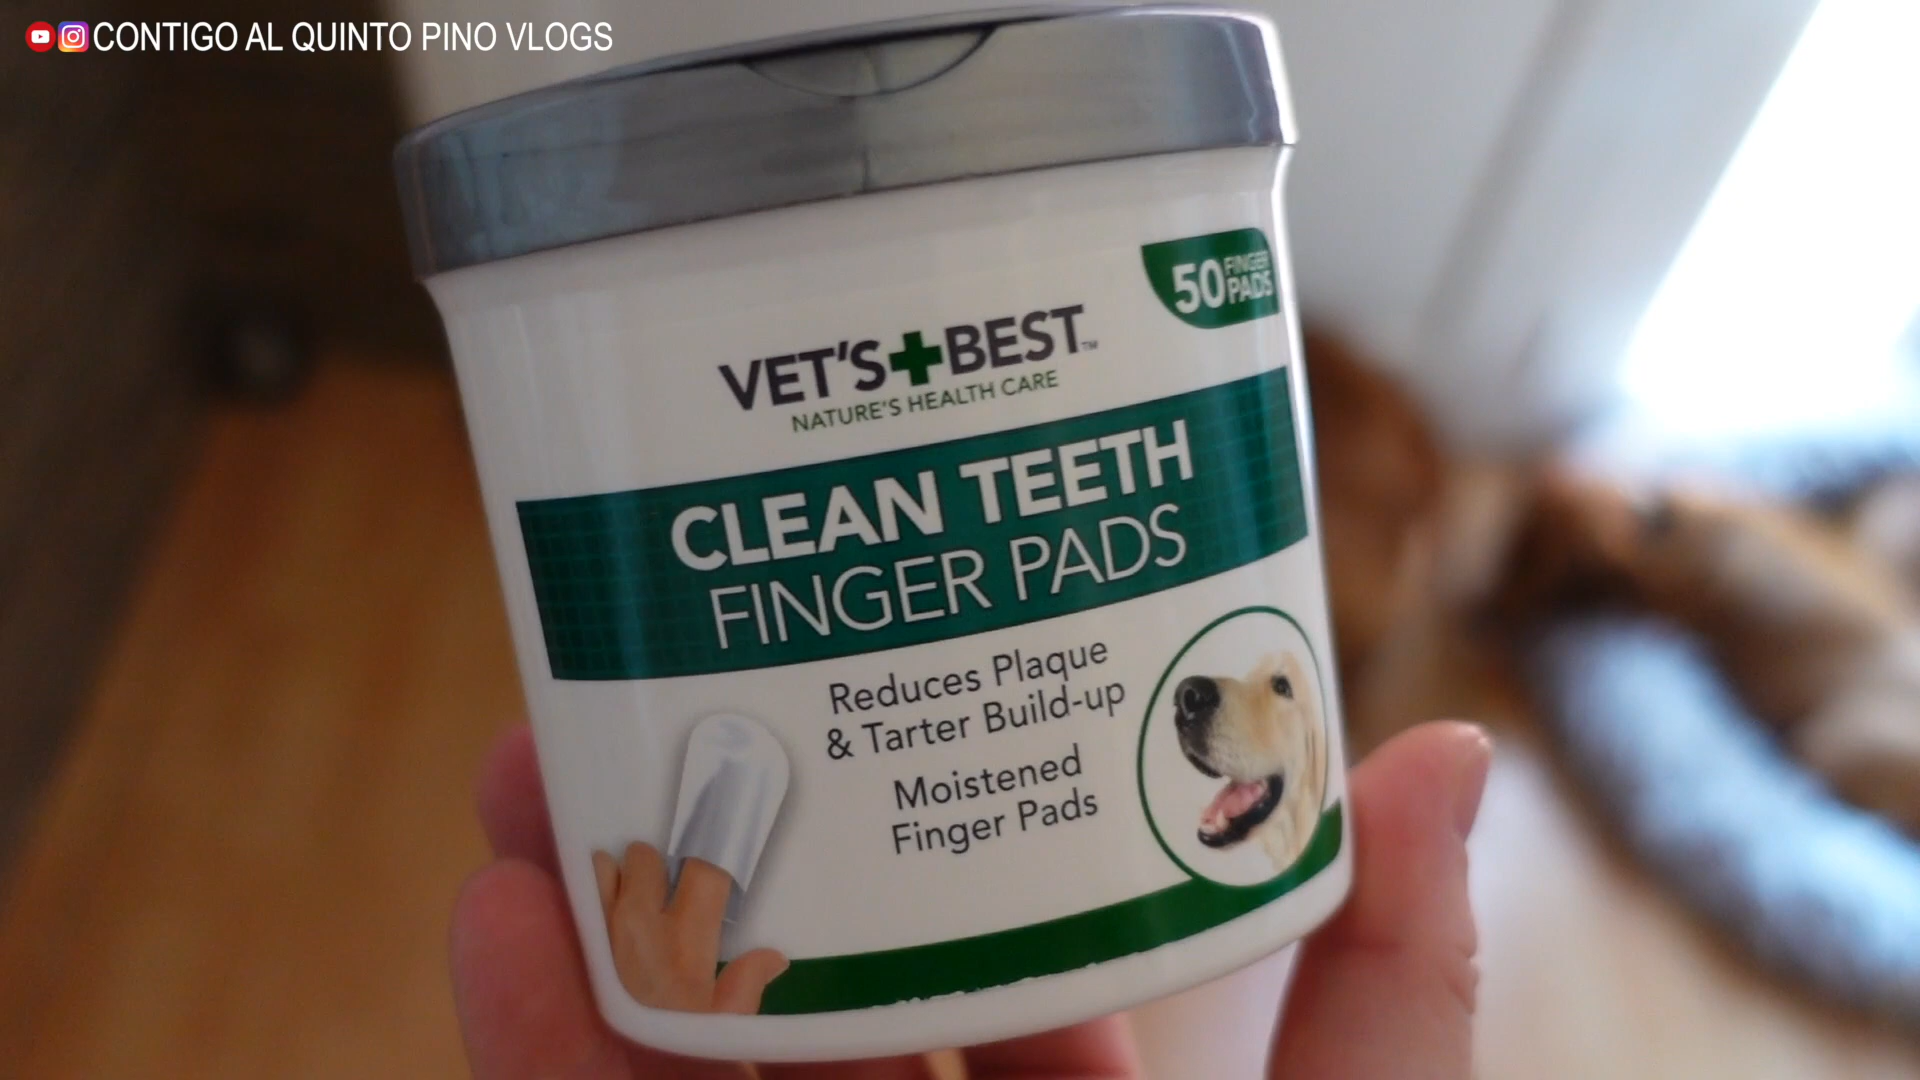 CONTIGO AL QUINTO PINO VLOGS
50 FINGER
PADS
VET'S BEST™
NATURE'S HEALTH CARE
CLEAN TEETH
FINGER PADS
Reduces Plaque
& Tarter Build-up
Moistened
Finger Pads